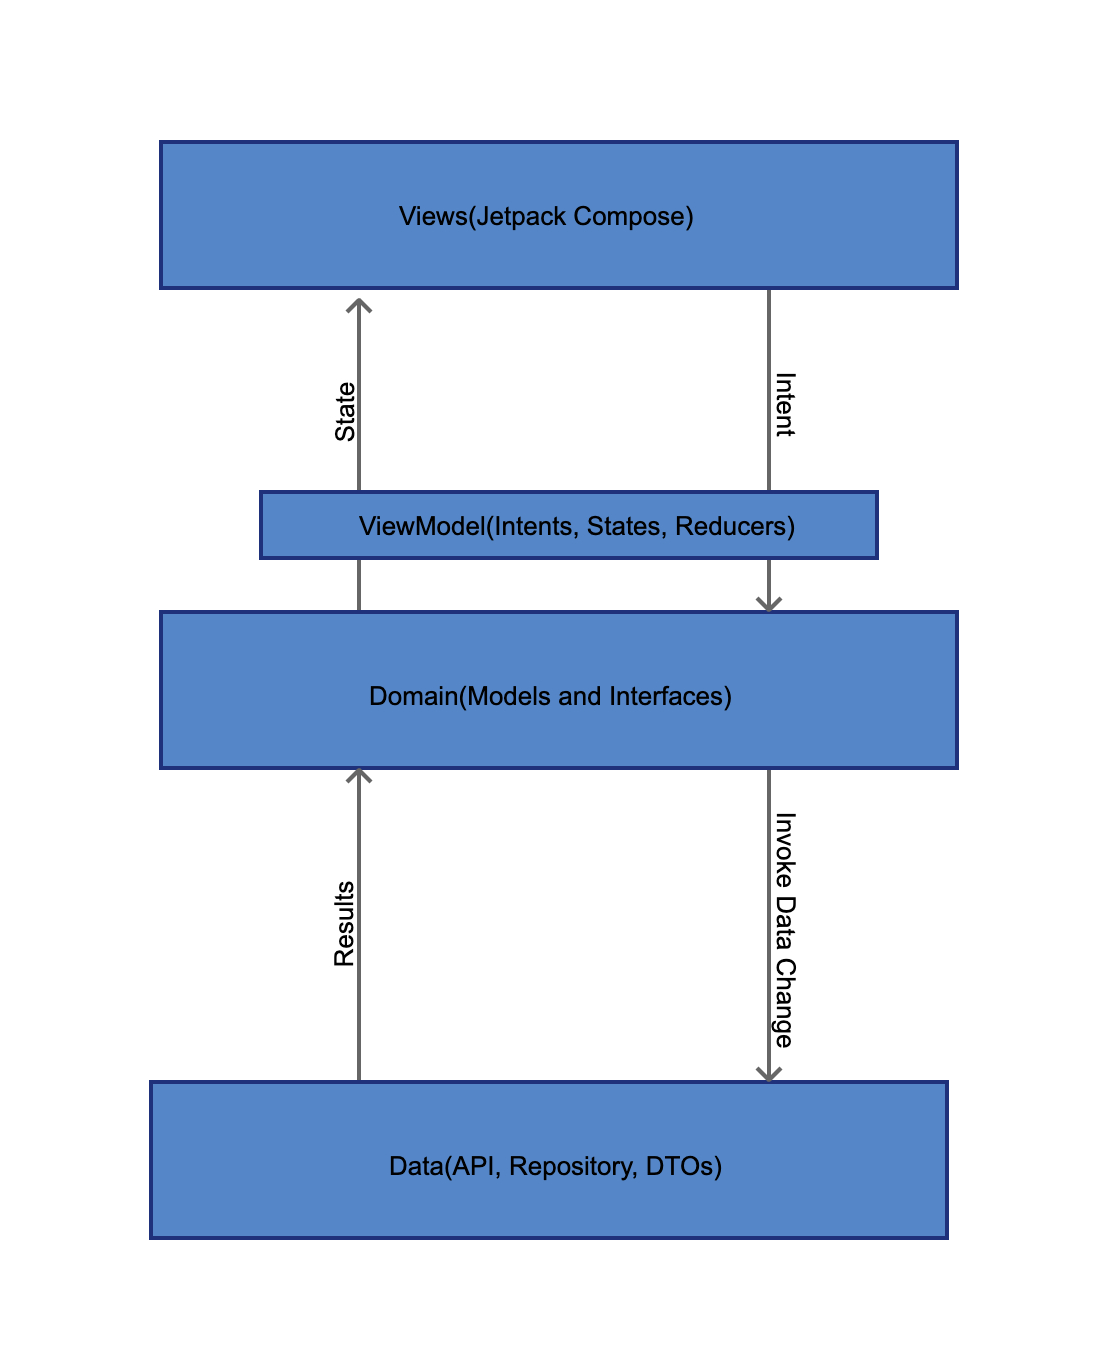 Views(Jetpack Compose)
State
Intent
ViewModel(Intents, States, Reducers)
Domain(Models and Interfaces)
Results
Invoke Data Change
Data(API, Repository, DTOs)